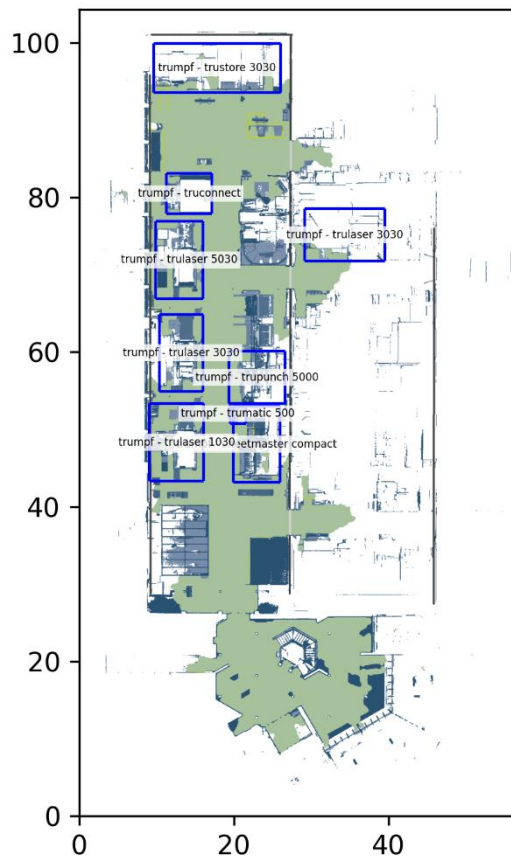 100
trumpf - trustore 3030
80
trumpf - truconnect
trumpf - trulaser 3030
trumpf - trulaser 5030
60
trumpf - trulaser 3030
trumpf - trupunch 5000
trumpf - trumatic 500
trumpf - trulaser 1030
eetmaster compact
40
20
0
0
20
40